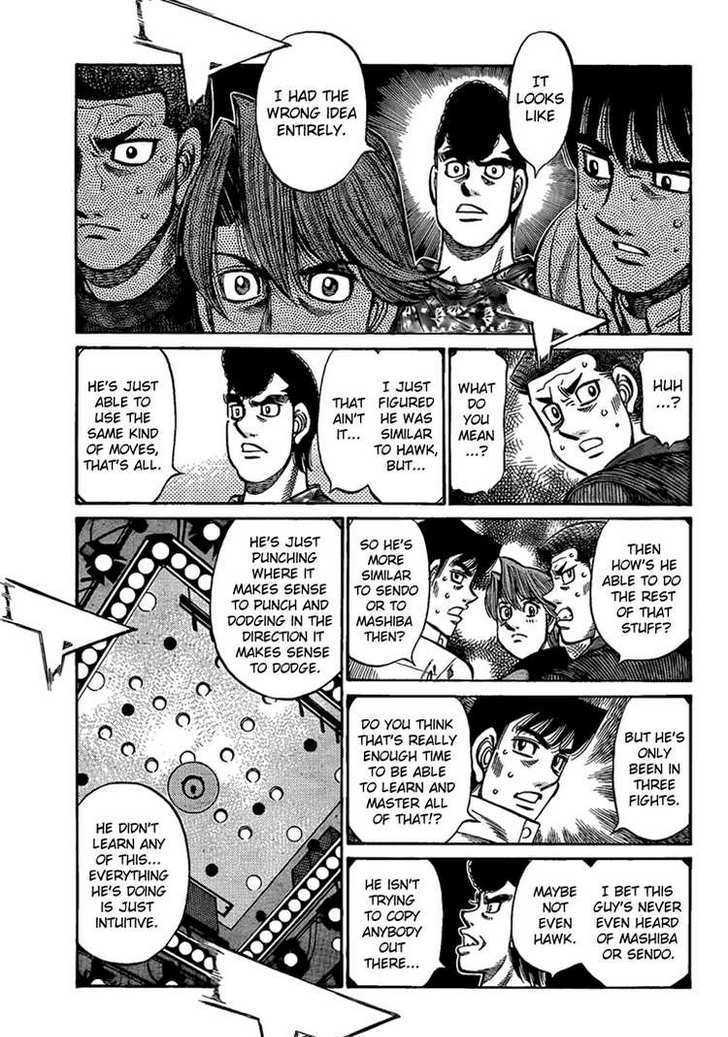 IT
LOOKS
LIKE
I HAD THE
WRONG IDEA
ENTIRELY.
HUH
...?
WHAT
DO
YOU
MEAN
...?
I JUST
FIGURED
HE WAS
SIMILAR
TO HAWK,
BUT...
THAT
AIN'T
IT...
HE'S JUST
ABLE TO
USE THE
SAME KIND
OF MOVES,
THAT'S ALL.
THEN
HOW'S HE
ABLE TO DO
THE REST
OF THAT
STUFF?
SO HE'S
MORE
SIMILAR
TO SENDO
OR TO
MASHIBA
THEN?
BUT HE'S
ONLY
BEEN IN
THREE
FIGHTS.
DO YOU THINK
THAT'S REALLY
ENOUGH TIME
TO BE ABLE
TO LEARN AND
MASTER ALL
OF THAT!?
I BET THIS
GUY'S NEVER
EVEN HEARD
OF MASHIBA
OR SENDO.
MAYBE
NOT
EVEN
HAWK.
HE ISN'T
TRYING
TO COPY
ANYBODY
OUT
THERE...
HE'S JUST
PUNCHING
WHERE IT
MAKES SENSE
TO PUNCH AND
DODGING IN THE
DIRECTION IT
MAKES SENSE
TO DODGE.
HE DIDN'T
LEARN ANY
OF THIS...
EVERYTHING
HE'S DOING
IS JUST
INTUITIVE.